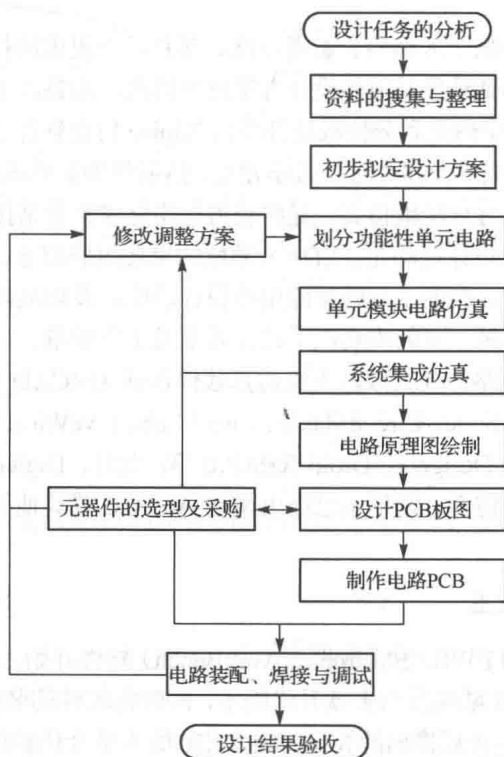 设计任务的分析
资料的搜集与整理
初步拟定设计方案
修改调整方案
划分功能性单元电路
单元模块电路仿真
系统集成仿真
电路原理图绘制
元器件的选型及采购
设计PCB板图
制作电路PCB
电路装配、焊接与调试
设计结果验收